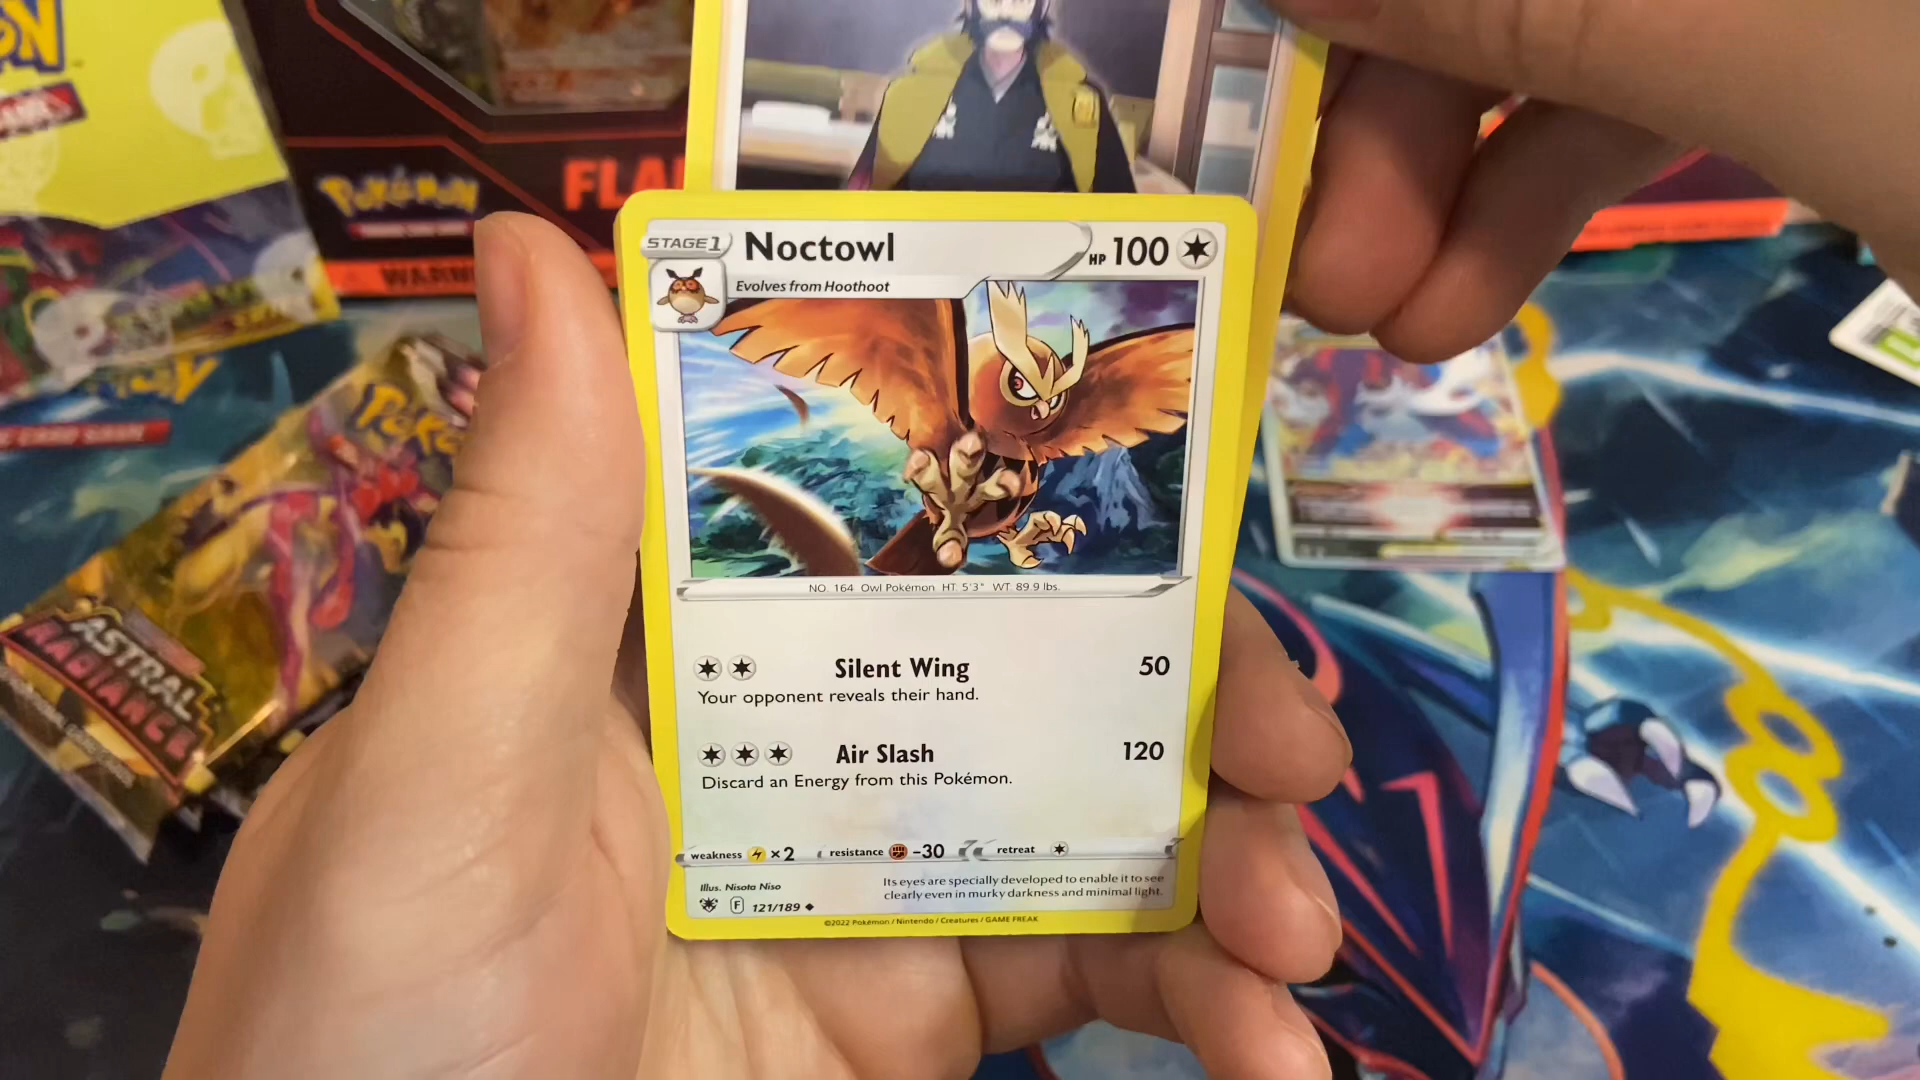 POKéMON
FLA
WARN
STAGE 1
Noctowl
HP 100
Evolves from Hoothoot
NO. 164 Owl Pokémon HT: 5'3" WT: 89.9 lbs.
Silent Wing 50
Your opponent reveals their hand.
Air Slash 120
Discard an Energy from this Pokémon.
weakness ×2 resistance -30 retreat
Illus. Nisota Niso
Its eyes are specially developed to enable it to see
clearly even in murky darkness and minimal light.
F 121/189
©2022 Pokémon / Nintendo / Creatures / GAME FREAK
ASTRAL
RADIANCE